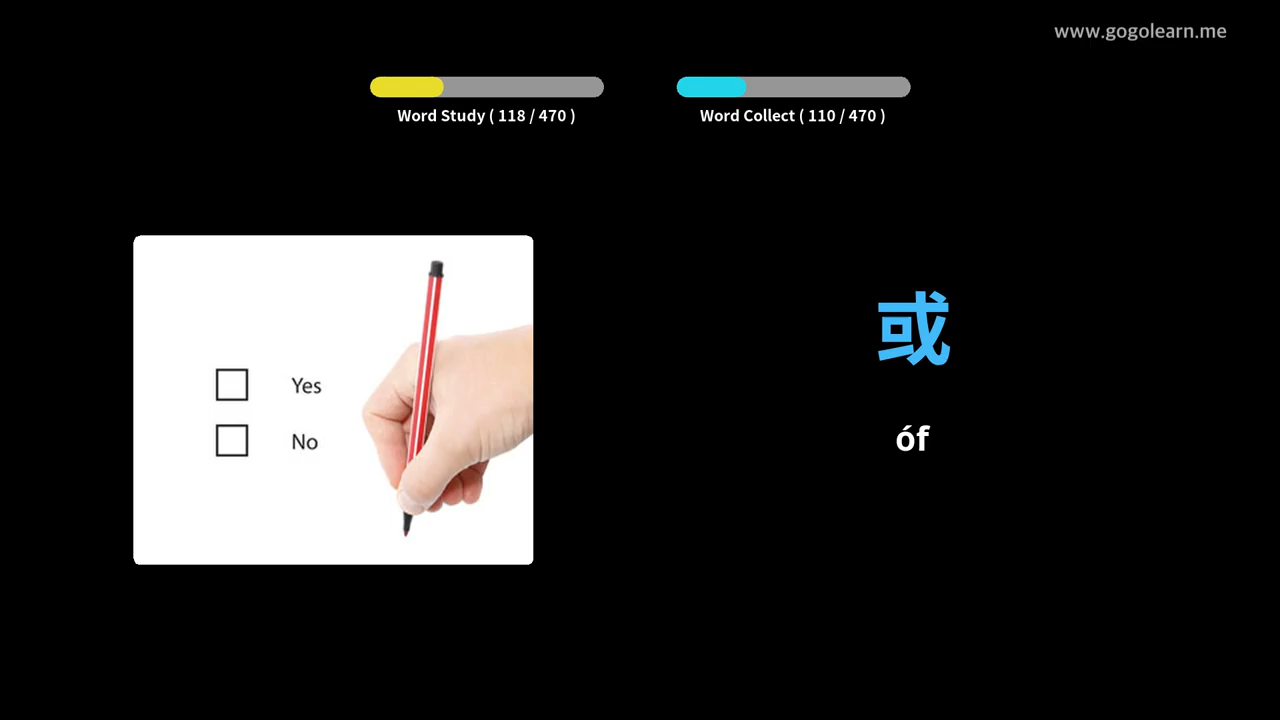 www.gogolearn.me
Word Study ( 118 / 470 )
Word Collect ( 110 / 470 )
Yes
No
或
óf